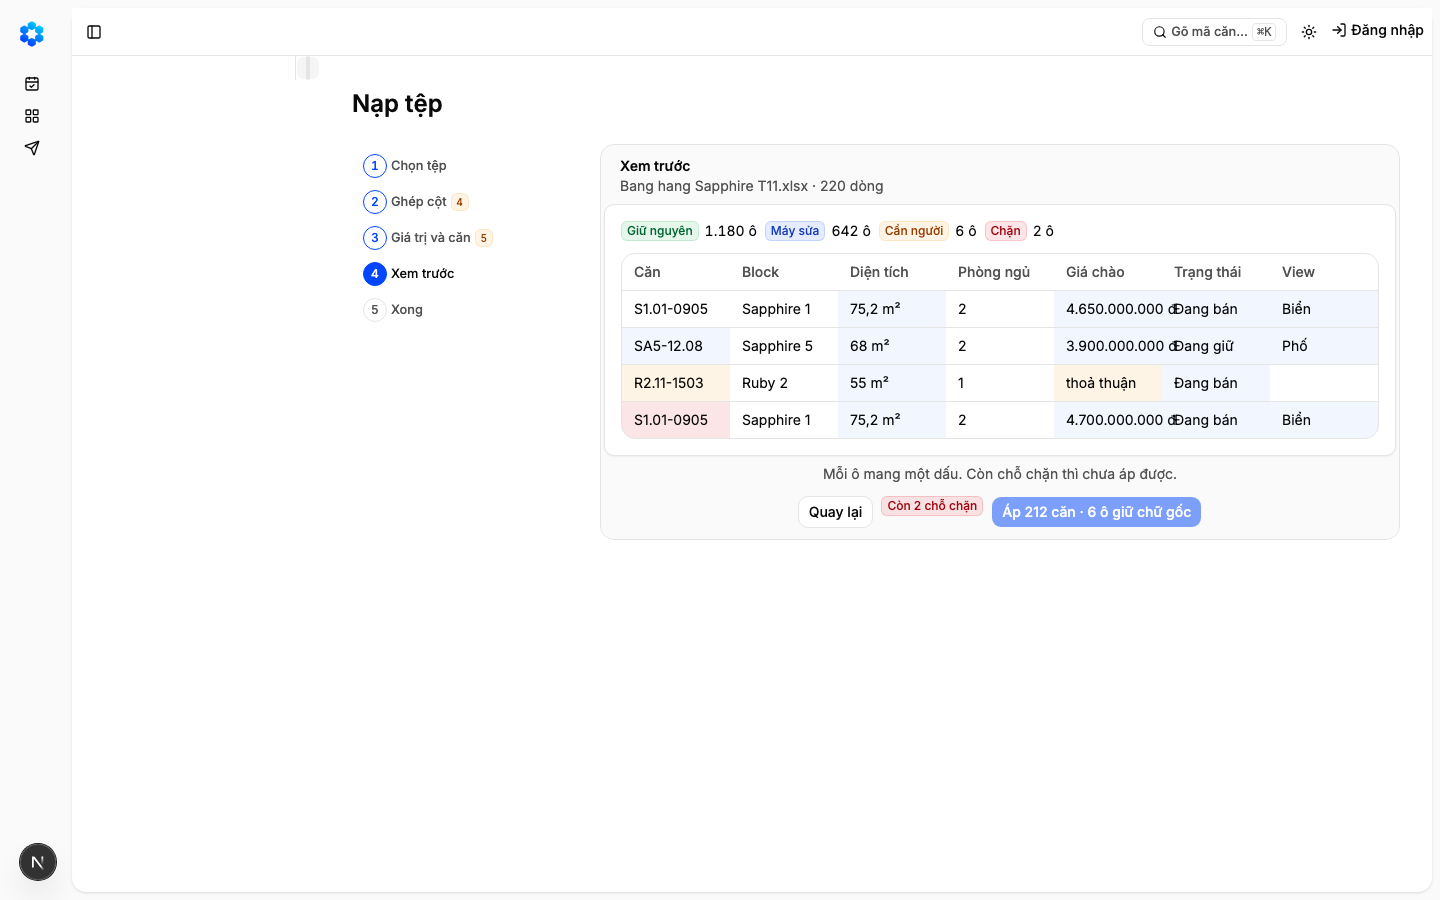 Gõ mã căn... ⌘K
Đăng nhập
Nạp tệp
1 Chọn tệp
2 Ghép cột 4
3 Giá trị và căn 5
4 Xem trước
5 Xong
Xem trước
Bang hang Sapphire T11.xlsx · 220 dòng
Giữ nguyên 1.180 ô Máy sửa 642 ô Cần người 6 ô Chặn 2 ô
Căn Block Diện tích Phòng ngủ Giá chào Trạng thái View
S1.01-0905 Sapphire 1 75,2 m² 2 4.650.000.000 đ Đang bán Biển
SA5-12.08 Sapphire 5 68 m² 2 3.900.000.000 đ Đang giữ Phố
R2.11-1503 Ruby 2 55 m² 1 thoả thuận Đang bán
S1.01-0905 Sapphire 1 75,2 m² 2 4.700.000.000 đ Đang bán Biển
Mỗi ô mang một dấu. Còn chỗ chặn thì chưa áp được.
Quay lại Còn 2 chỗ chặn Áp 212 căn · 6 ô giữ chữ gốc
N